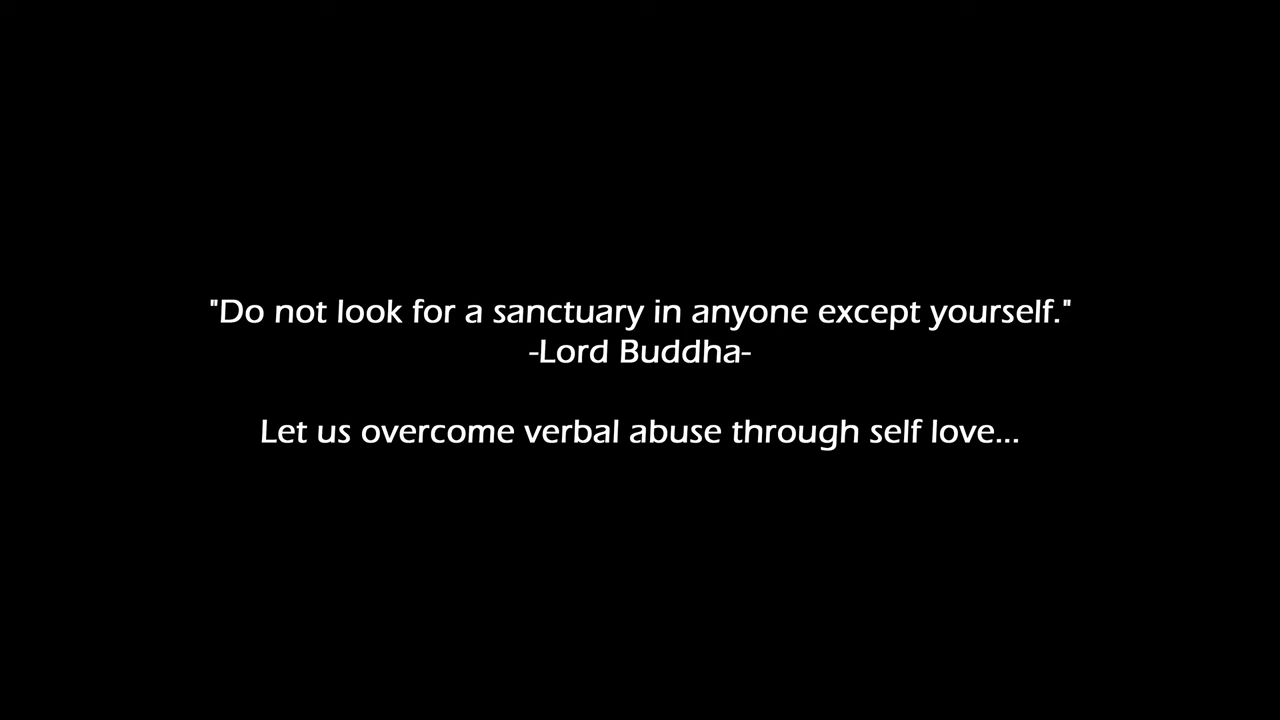 "Do not look for a sanctuary in anyone except yourself."
-Lord Buddha-
Let us overcome verbal abuse through self love...